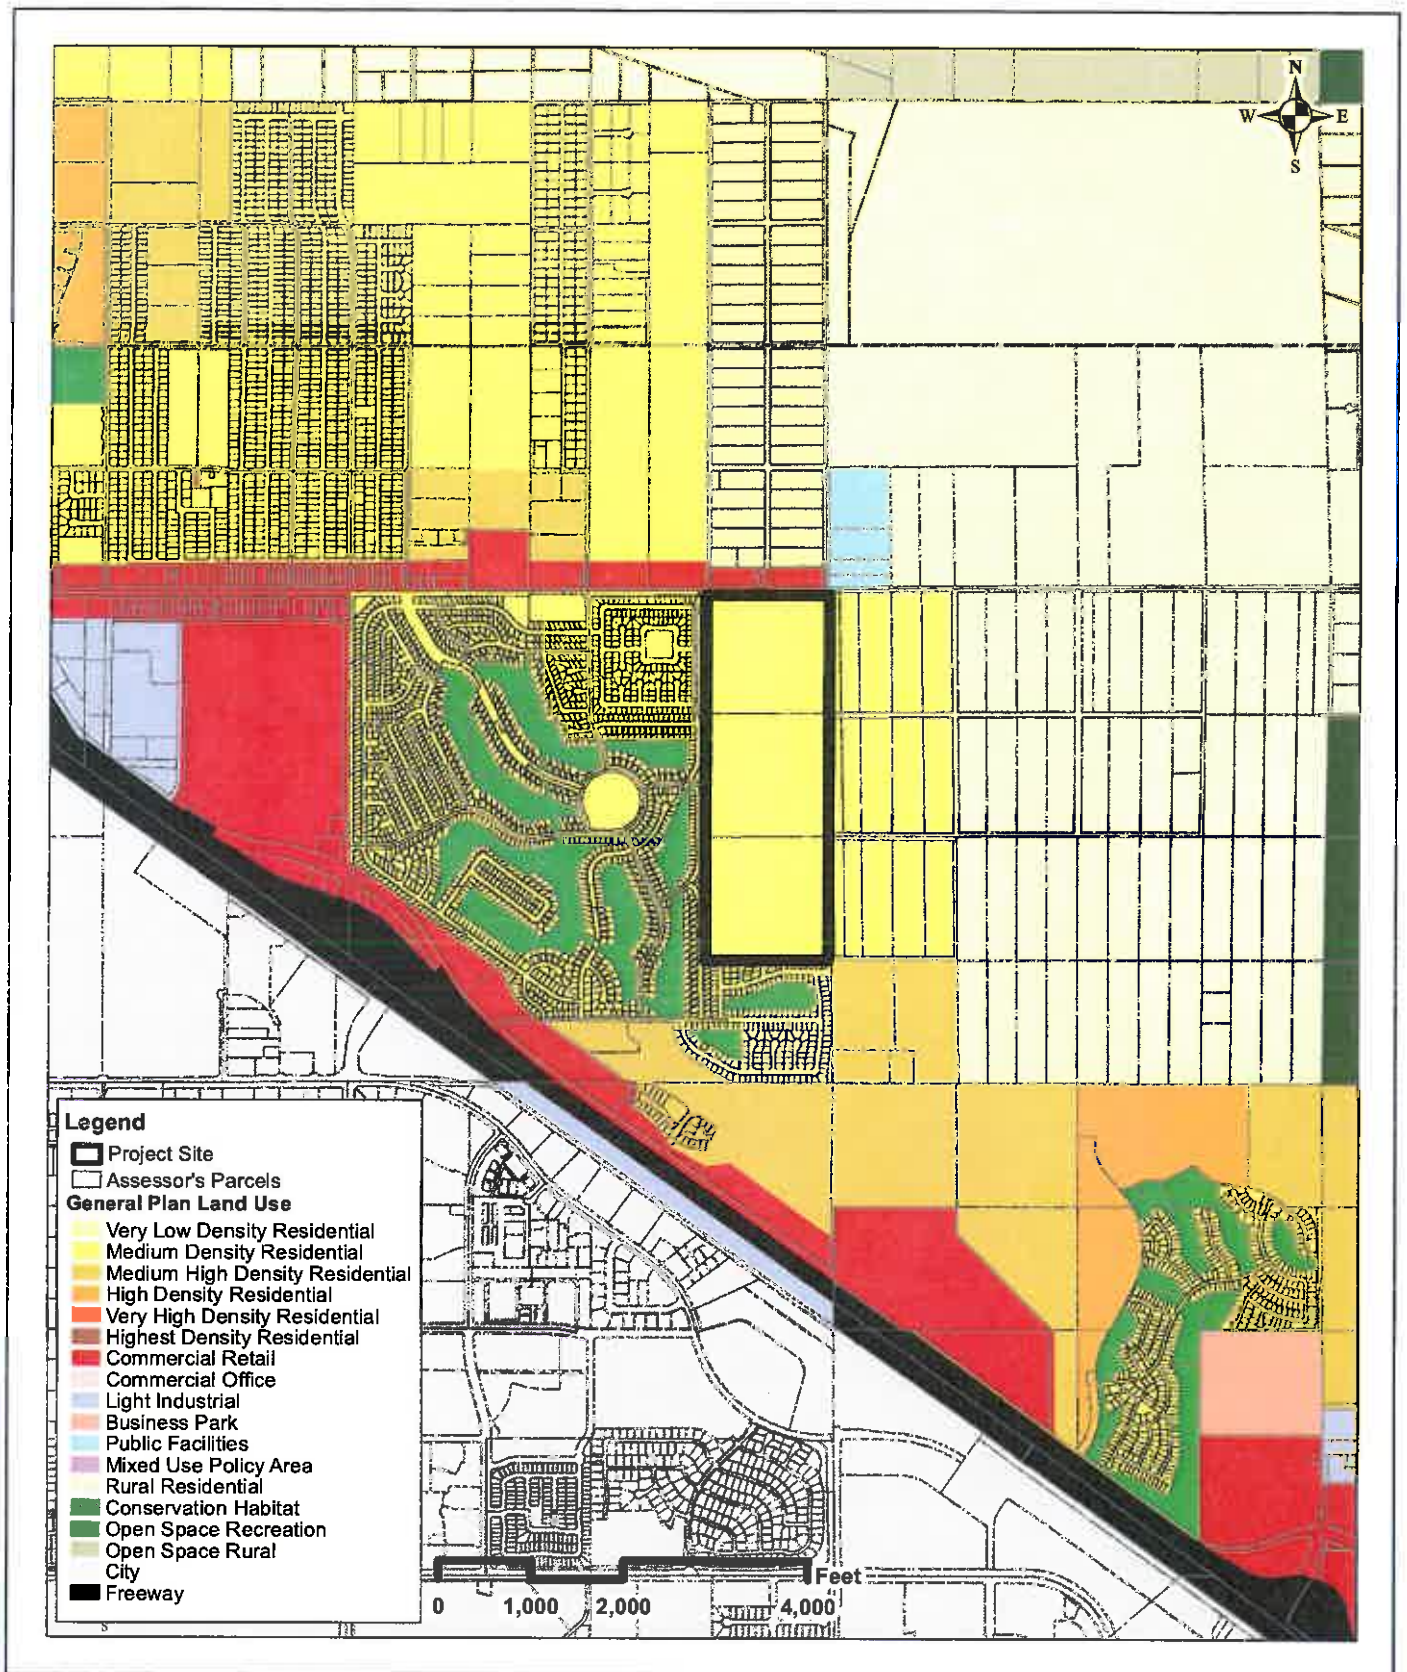 N
W E
S
Legend
Project Site
Assessor's Parcels
General Plan Land Use
Very Low Density Residential
Medium Density Residential
Medium High Density Residential
High Density Residential
Very High Density Residential
Highest Density Residential
Commercial Retail
Commercial Office
Light Industrial
Business Park
Public Facilities
Mixed Use Policy Area
Rural Residential
Conservation Habitat
Open Space Recreation
Open Space Rural
City
Freeway
Feet
0 1,000 2,000 4,000